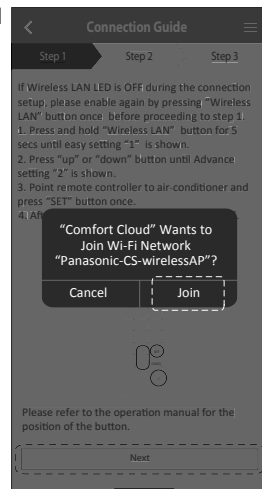 Connection Guide
Step 1 Step 2 Step 3
If Wireless LAN LED is OFF during the connection
setup, please enable again by pressing "Wireless
LAN" button once before proceeding to step 1.
1. Press and hold "Wireless LAN" button for 5
secs until easy setting "1" is shown.
2. Press "up" or "down" button until Advance
setting "2" is shown.
3. Point remote controller to air-conditioner and
press "SET" button once.
4.
"Comfort Cloud" Wants to
Join Wi-Fi Network
"Panasonic-CS-wirelessAP"?
Cancel Join
Please refer to the operation manual for the
position of the button.
Next